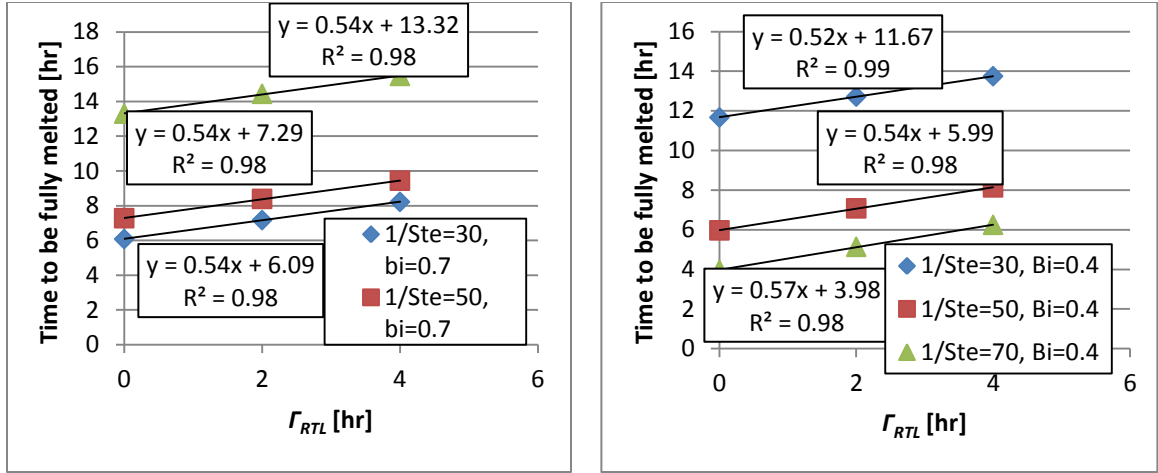 Time to be fully melted [hr]
18
16
14
12
10
8
6
4
2
0
y = 0.54x + 13.32
R² = 0.98
y = 0.54x + 7.29
R² = 0.98
y = 0.54x + 6.09
R² = 0.98
1/Ste=30,
bi=0.7
1/Ste=50,
bi=0.7
0 2 4 6
Γ_RTL [hr]
Time to be fully melted [hr]
16
14
12
10
8
6
4
2
0
y = 0.52x + 11.67
R² = 0.99
y = 0.54x + 5.99
R² = 0.98
y = 0.57x + 3.98
R² = 0.98
1/Ste=30, Bi=0.4
1/Ste=50, Bi=0.4
1/Ste=70, Bi=0.4
0 2 4 6
Γ_RTL [hr]